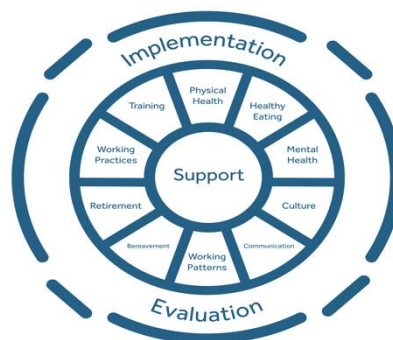 Implementation
Physical
Health
Training
Healthy
Eating
Working
Practices
Mental
Health
Support
Retirement
Culture
Bereavement
Communication
Working
Patterns
Evaluation